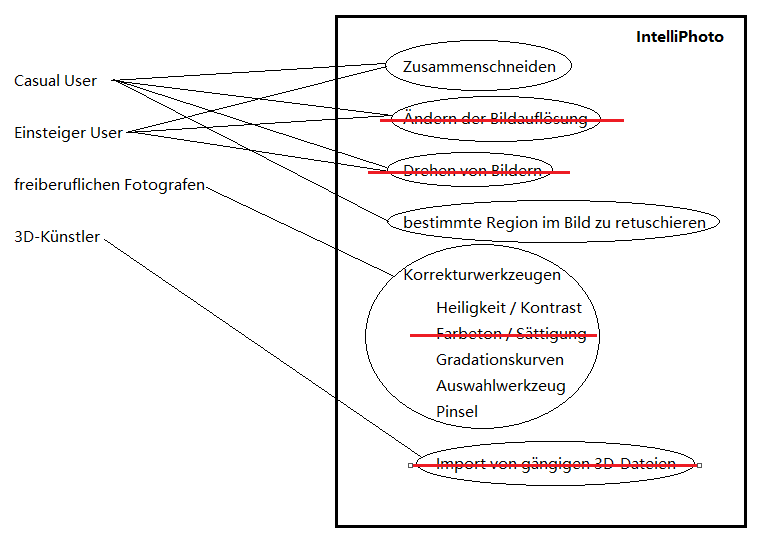 IntelliPhoto
Casual User
Einsteiger User
freiberuflichen Fotografen
3D-Künstler
Zusammenschneiden
Ändern der Bildauflösung
Drehen von Bildern
bestimmte Region im Bild zu retuschieren
Korrekturwerkzeugen
Heiligkeit / Kontrast
Farbeton / Sättigung
Gradationskurven
Auswahlwerkzeug
Pinsel
Import von gängigen 3D-Dateien